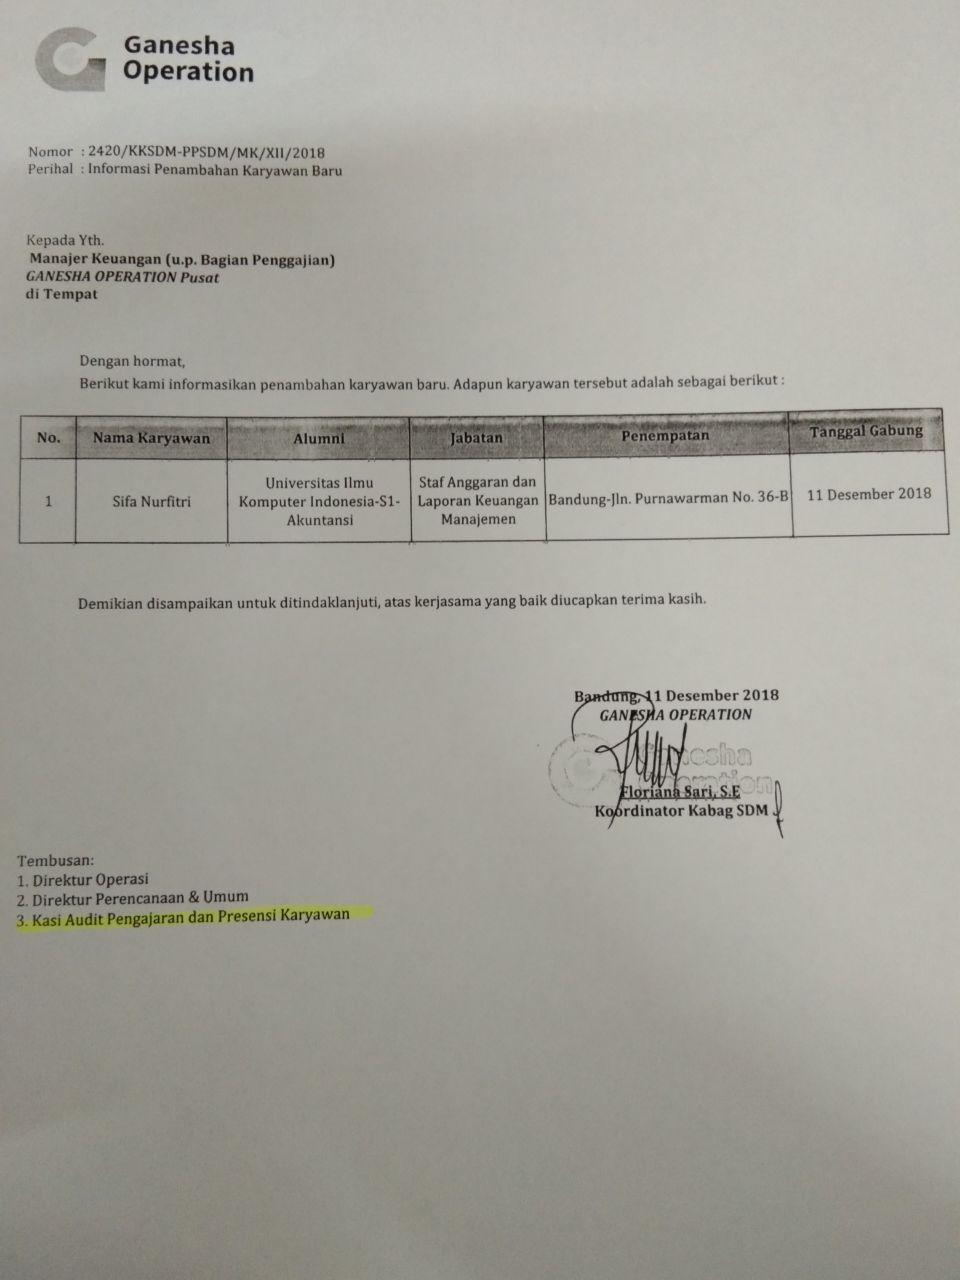 Ganesha
Operation
Nomor : 2420/KKSDM-PPSDM/MK/XII/2018
Perihal : Informasi Penambahan Karyawan Baru
Kepada Yth.
Manajer Keuangan (u.p. Bagian Penggajian)
GANESHA OPERATION Pusat
di Tempat
Dengan hormat,
Berikut kami informasikan penambahan karyawan baru. Adapun karyawan tersebut adalah sebagai berikut :
No. Nama Karyawan Alumni Jabatan Penempatan Tanggal Gabung
1 Sifa Nurfitri Universitas Ilmu Komputer Indonesia-S1-Akuntansi Staf Anggaran dan Laporan Keuangan Manajemen Bandung-Jln. Purnawarman No. 36-B 11 Desember 2018
Demikian disampaikan untuk ditindaklanjuti, atas kerjasama yang baik diucapkan terima kasih.
Bandung, 11 Desember 2018
GANESHA OPERATION
Ganesha
Operation
Floriana Sari, S.E
Koordinator Kabag SDM
Tembusan:
1. Direktur Operasi
2. Direktur Perencanaan & Umum
3. Kasi Audit Pengajaran dan Presensi Karyawan